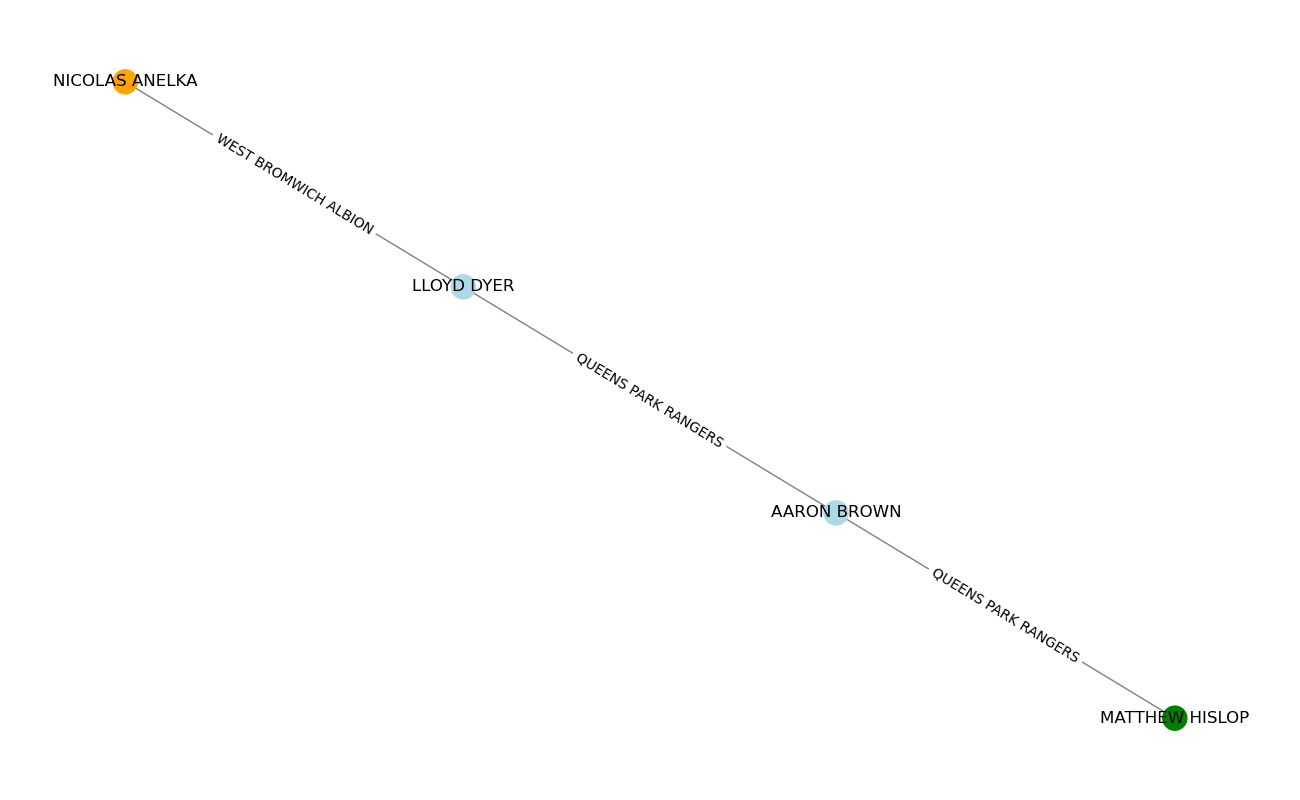 NICOLAS ANELKA
WEST BROMWICH ALBION
LLOYD DYER
QUEENS PARK RANGERS
AARON BROWN
QUEENS PARK RANGERS
MATTHEW HISLOP